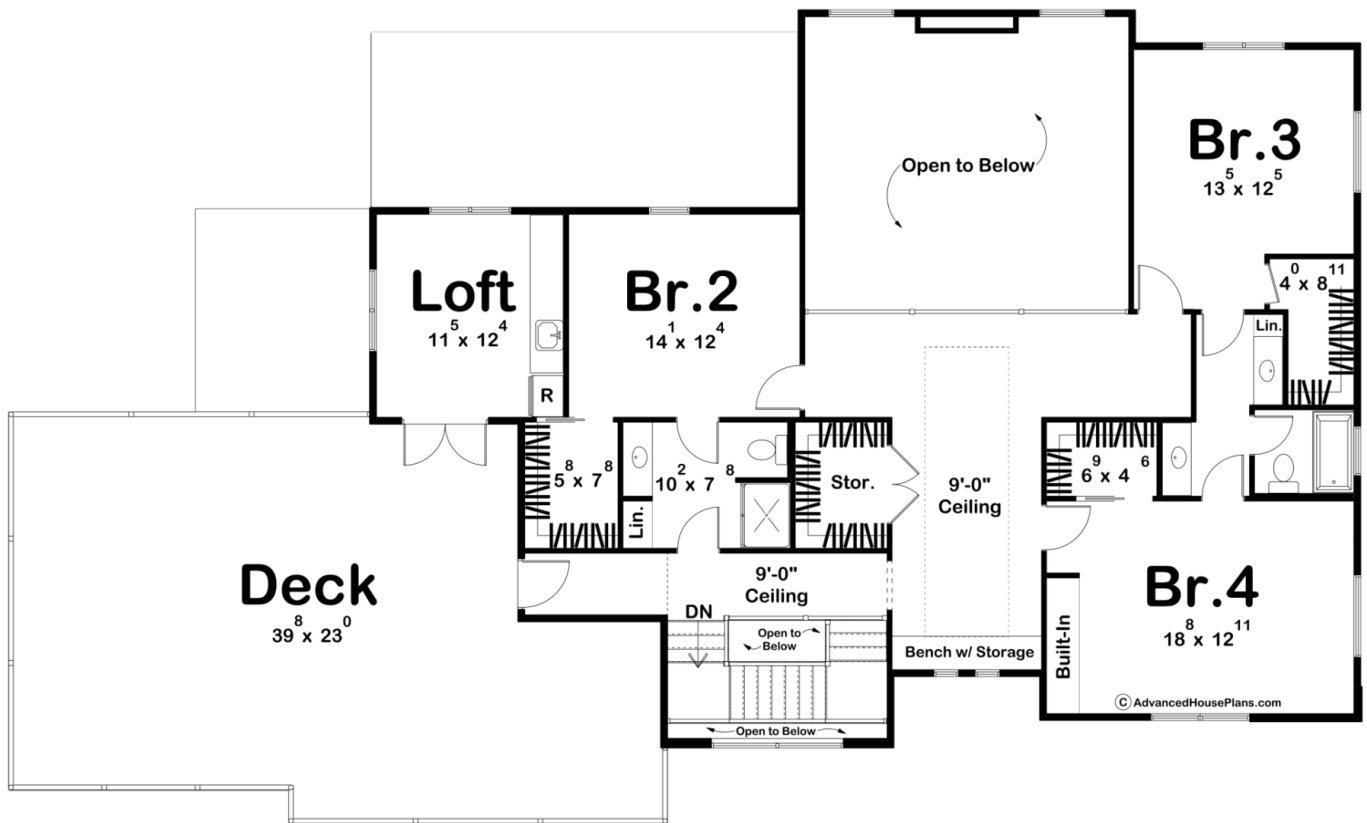 Open to Below
Br.3
13⁵ x 12⁵
4⁰ x 8¹¹
Lin.
Loft
11⁵ x 12⁴
R
Br.2
14¹ x 12⁴
5⁸ x 7⁸
10² x 7⁸
Lin.
Stor.
9'-0"
Ceiling
6⁹ x 4⁶
Deck
39⁸ x 23⁰
9'-0"
Ceiling
DN
Open to
Below
Open to Below
Bench w/ Storage
Built-In
Br.4
18⁸ x 12¹¹
© AdvancedHousePlans.com